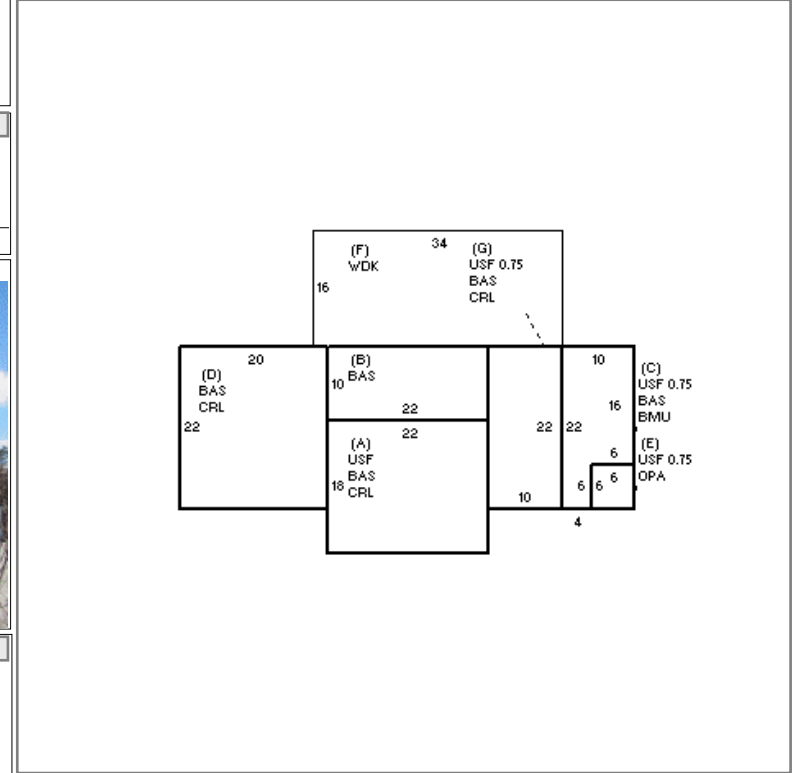 34
(F)
WDK
(G)
USF 0.75
BAS
CRL
16
20
(D)
BAS
CRL
22
(B)
BAS
10
22
22
(A)
USF
BAS
CRL
18
22
10
10
22
16
6
6
6
6
4
(C)
USF 0.75
BAS
BMU
(E)
USF 0.75
OPA